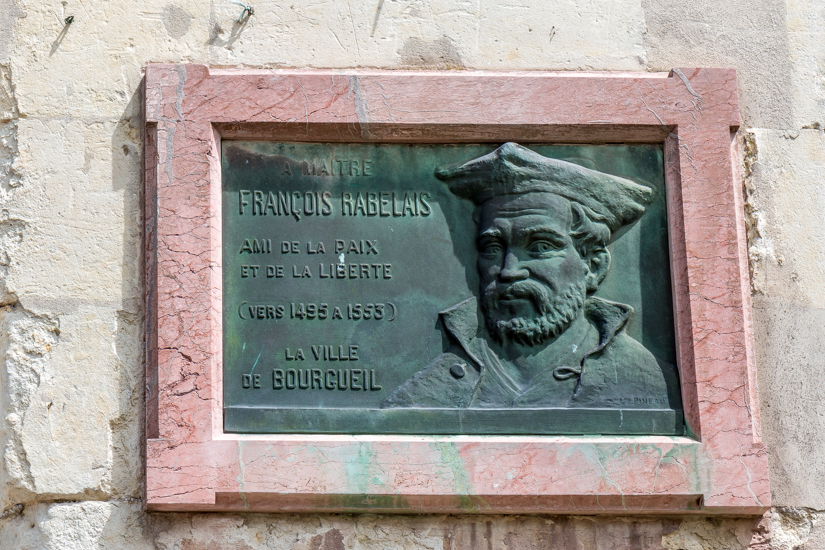 A MAITRE
FRANÇOIS RABELAIS
AMI DE LA PAIX
ET DE LA LIBERTE
(VERS 1495 A 1553)
LA VILLE
DE BOURGUEIL